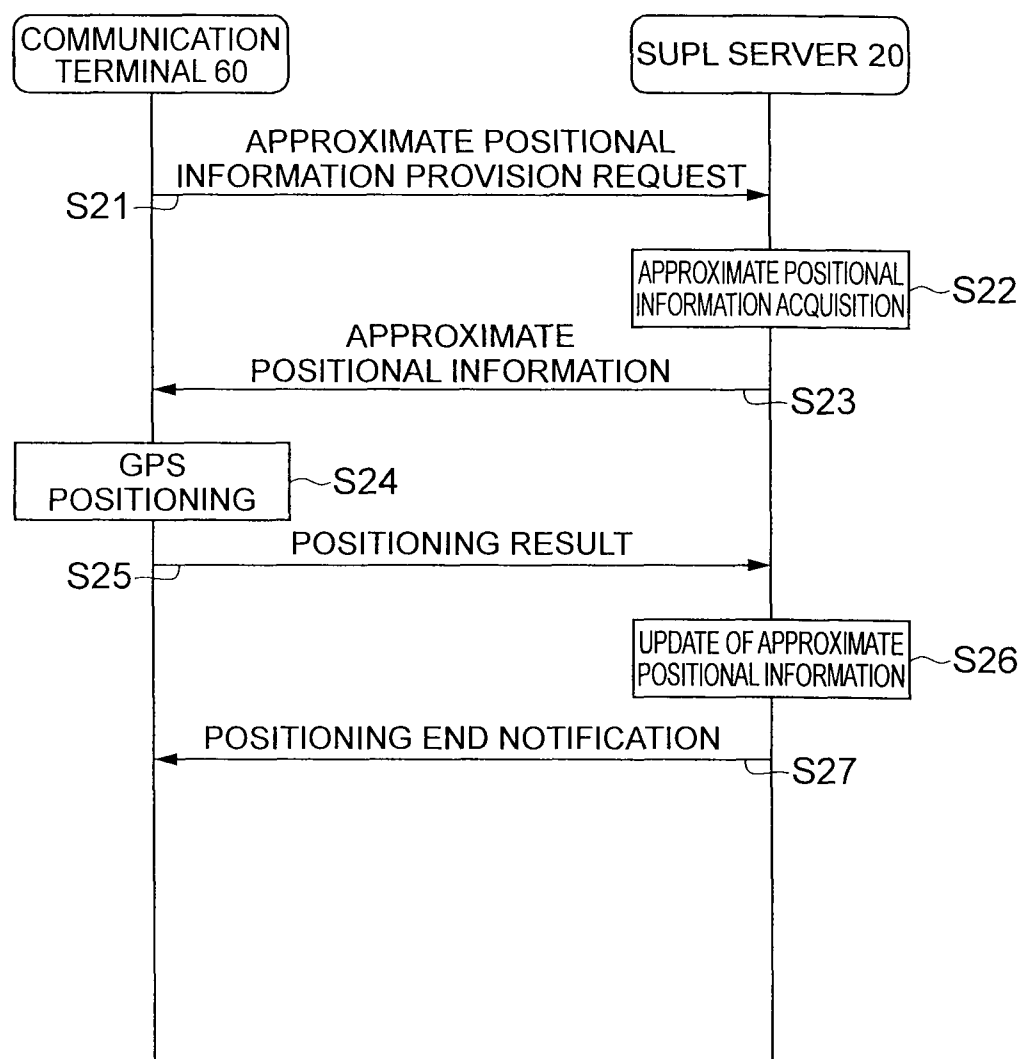 COMMUNICATION
TERMINAL 60
SUPL SERVER 20
APPROXIMATE POSITIONAL
INFORMATION PROVISION REQUEST
S21
APPROXIMATE POSITIONAL
INFORMATION ACQUISITION
S22
APPROXIMATE
POSITIONAL INFORMATION
S23
GPS
POSITIONING
S24
POSITIONING RESULT
S25
UPDATE OF APPROXIMATE
POSITIONAL INFORMATION
S26
POSITIONING END NOTIFICATION
S27